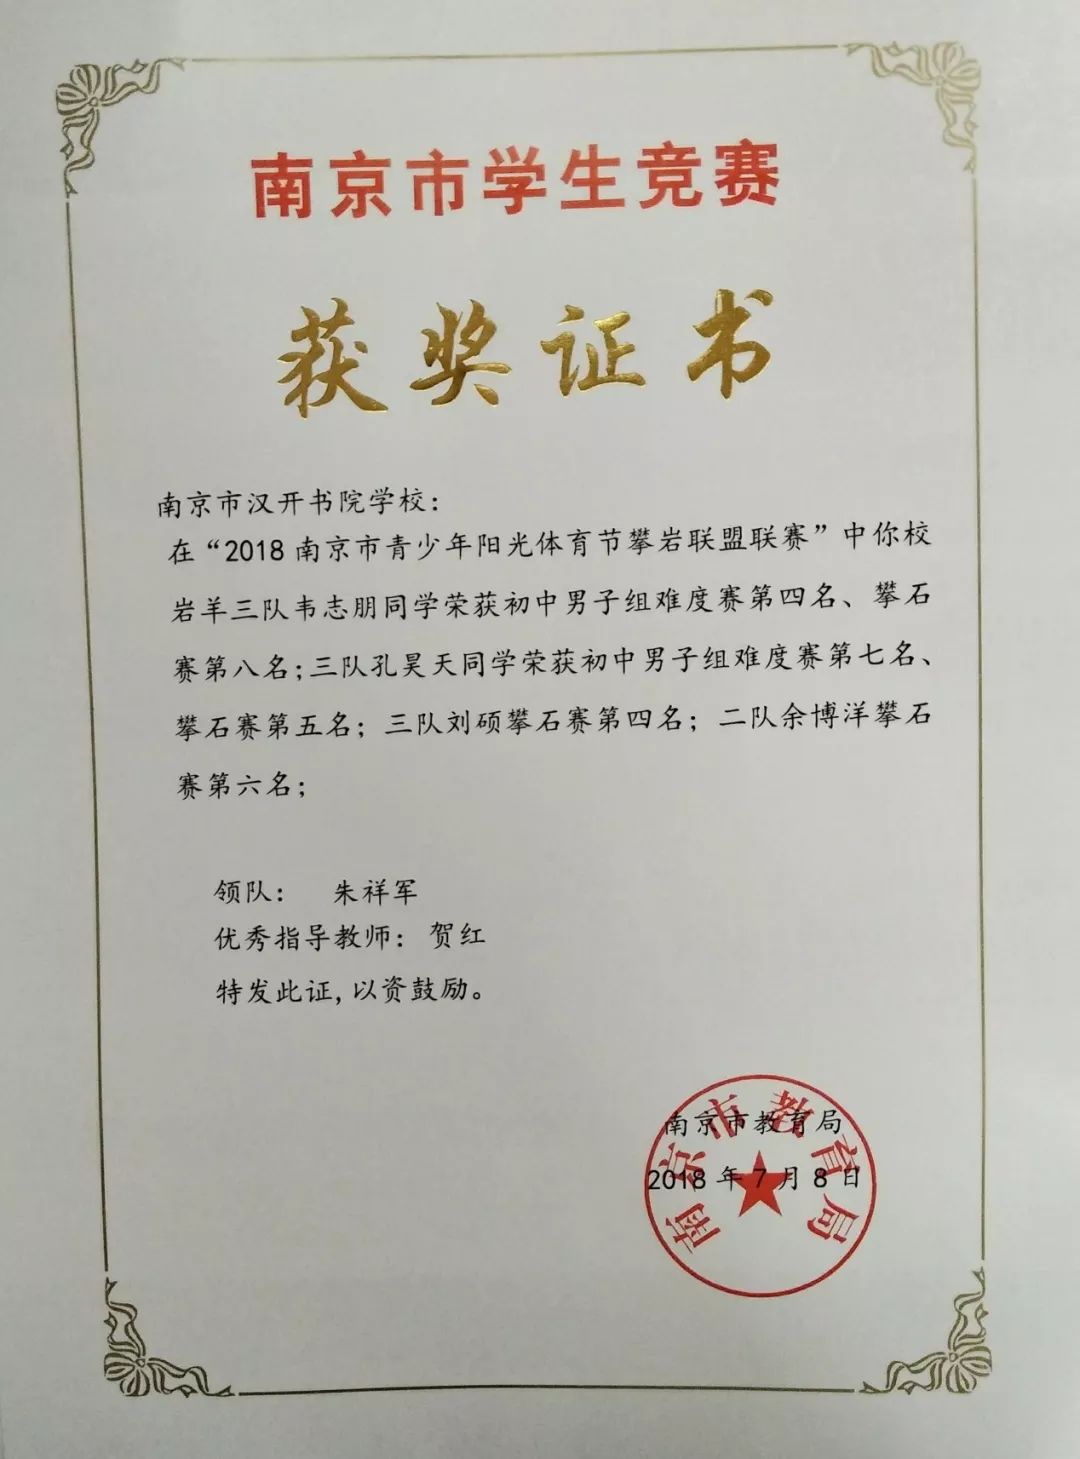 南京市学生竞赛
获奖证书
南京市汉开书院学校：
在“2018南京市青少年阳光体育节攀岩联盟联赛”中你校
岩羊三队韦志朋同学荣获初中男子组难度赛第四名、攀石
赛第八名；三队孔昊天同学荣获初中男子组难度赛第七名、
攀石赛第五名；三队刘硕攀石赛第四名；二队余博洋攀石
赛第六名；
领队： 朱祥军
优秀指导教师：贺红
特发此证，以资鼓励。
南京市教育局
2018年7月8日
南京市教育局